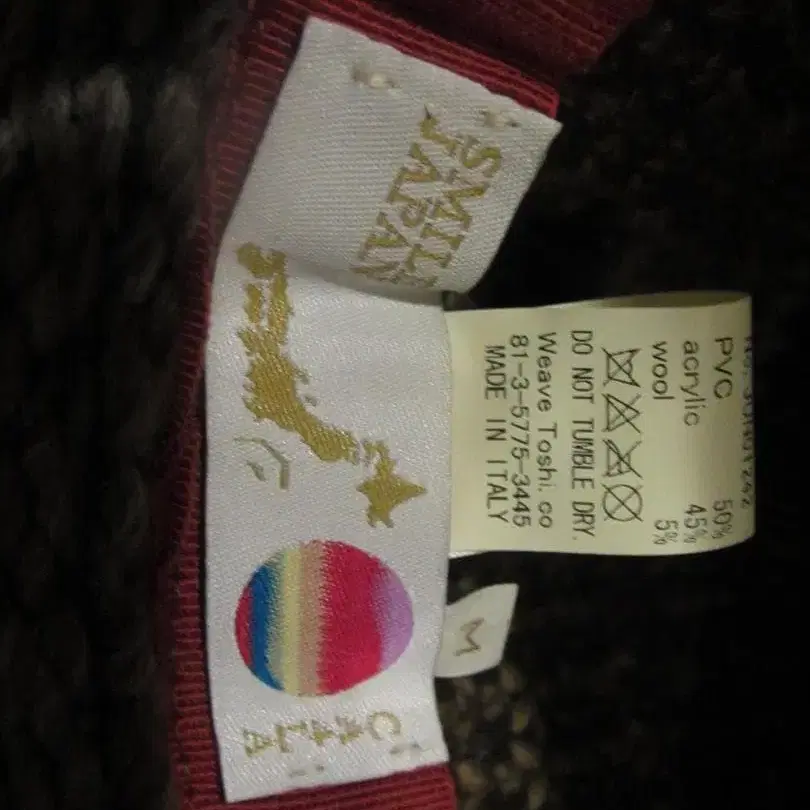 SMILE
JAPAN
CA4LA
PVC 50%
acrylic 45%
wool 5%
DO NOT TUMBLE DRY.
Weave Toshi. co
81-3-5775-3445
MADE IN ITALY
M